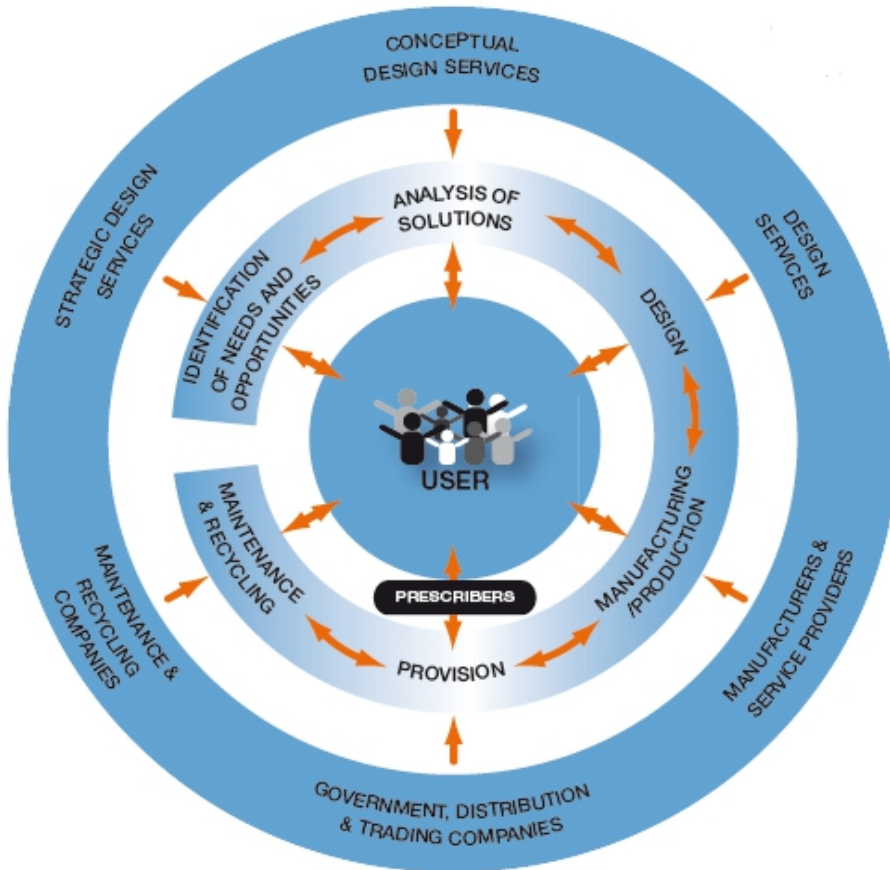 CONCEPTUAL
DESIGN SERVICES
STRATEGIC DESIGN
SERVICES
DESIGN
SERVICES
ANALYSIS OF
SOLUTIONS
IDENTIFICATION
OF NEEDS AND
OPPORTUNITIES
DESIGN
USER
MAINTENANCE
& RECYCLING
MANUFACTURING
/PRODUCTION
PRESCRIBERS
PROVISION
MAINTENANCE &
RECYCLING
COMPANIES
MANUFACTURERS &
SERVICE PROVIDERS
GOVERNMENT, DISTRIBUTION
& TRADING COMPANIES